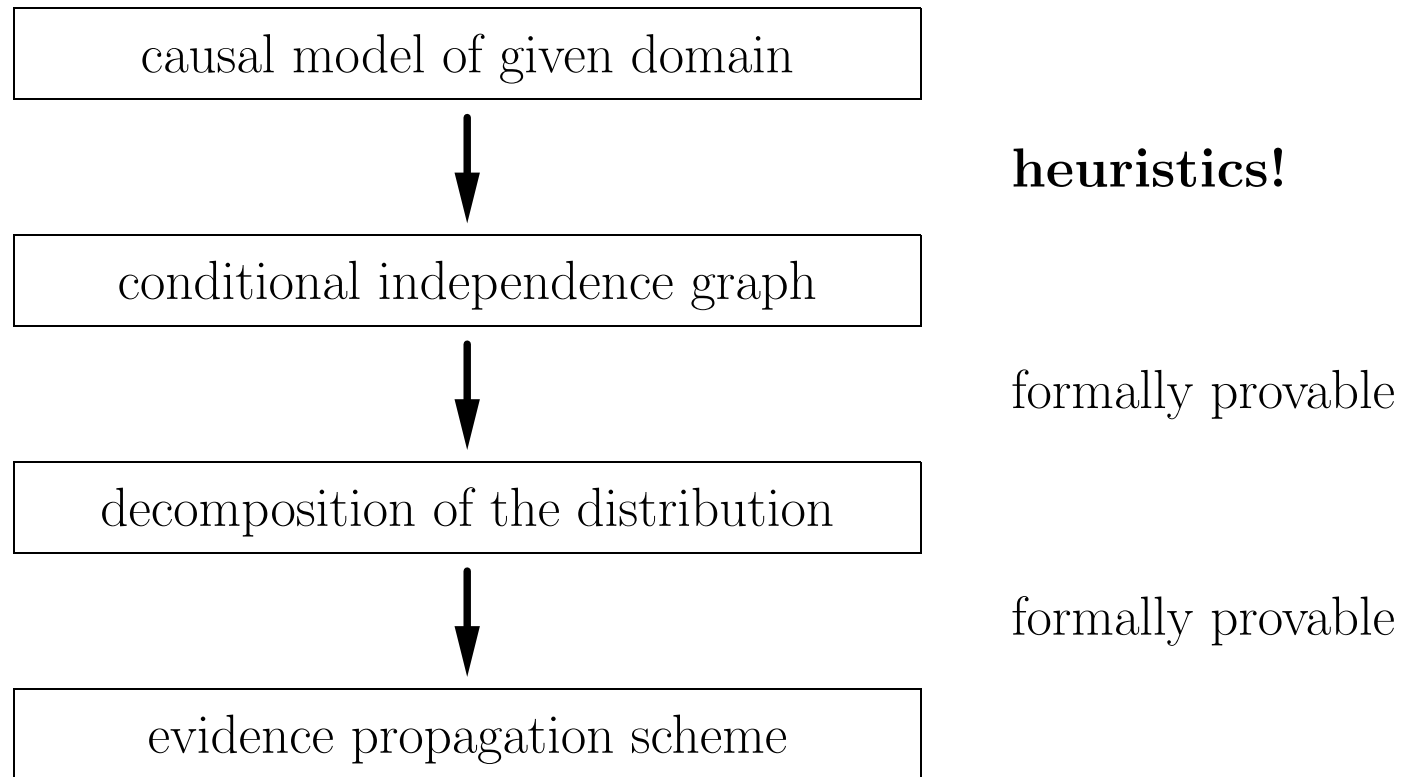 causal model of given domain
heuristics!
conditional independence graph
formally provable
decomposition of the distribution
formally provable
evidence propagation scheme